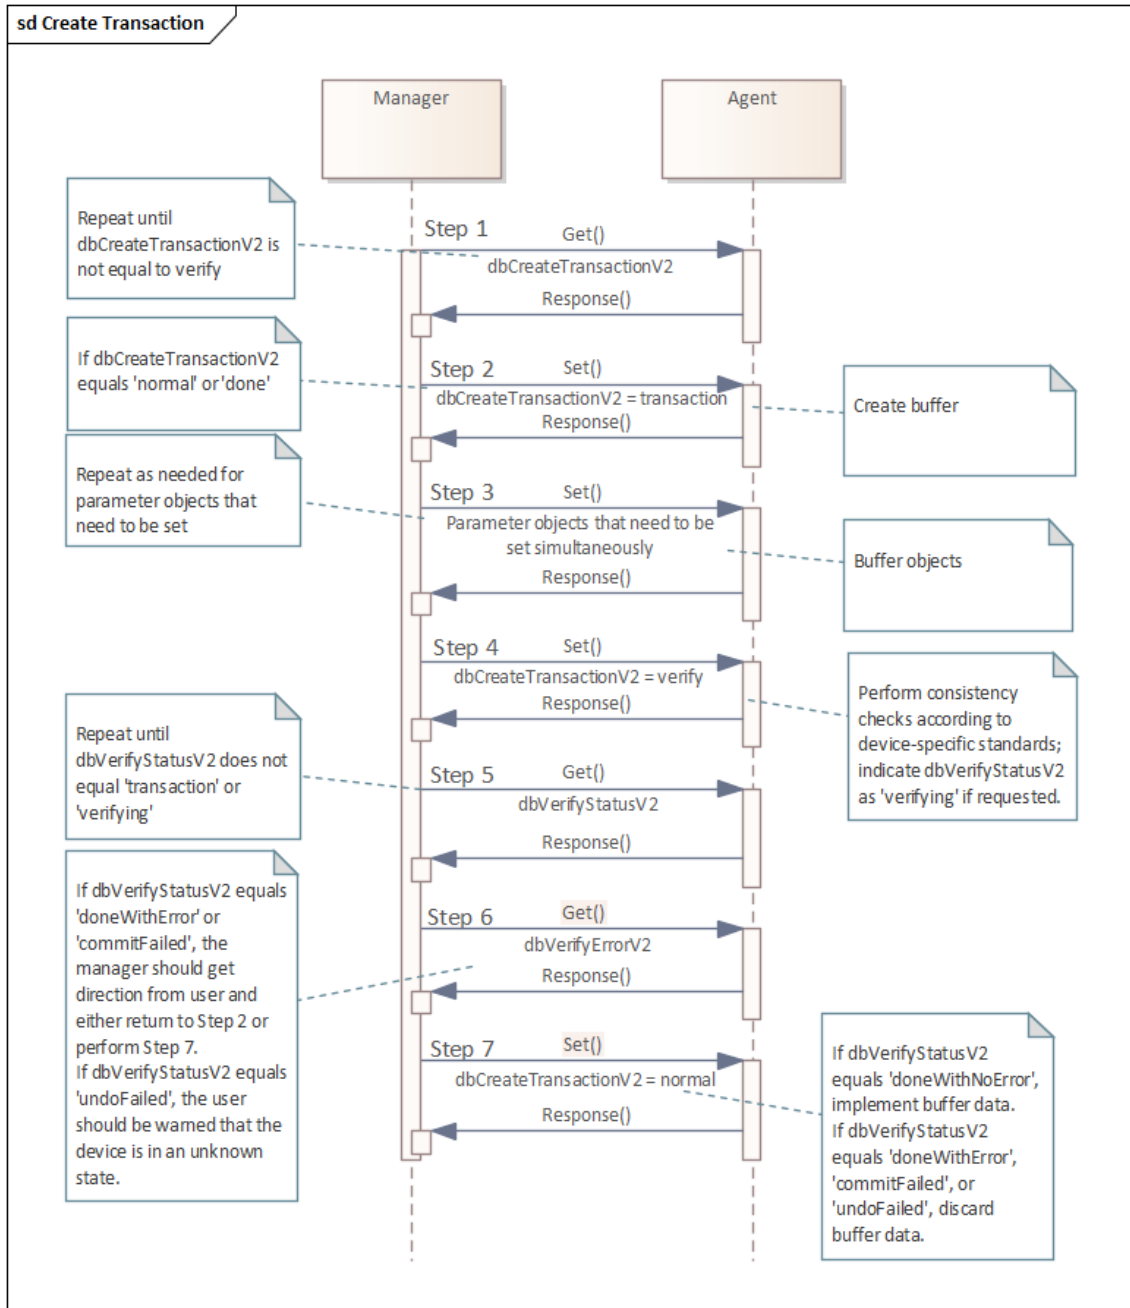 sd Create Transaction
Manager
Agent
Repeat until
dbCreateTransactionV2 is
not equal to verify
Step 1
Get()
dbCreateTransactionV2
Response()
If dbCreateTransactionV2
equals 'normal' or 'done'
Step 2
Set()
dbCreateTransactionV2 = transaction
Response()
Create buffer
Repeat as needed for
parameter objects that
need to be set
Step 3
Set()
Parameter objects that need to be
set simultaneously
Response()
Buffer objects
Step 4
Set()
dbCreateTransactionV2 = verify
Response()
Perform consistency
checks according to
device-specific standards;
indicate dbVerifyStatusV2
as 'verifying' if requested.
Repeat until
dbVerifyStatusV2 does not
equal 'transaction' or
'verifying'
Step 5
Get()
dbVerifyStatusV2
Response()
If dbVerifyStatusV2 equals
'doneWithError' or
'commitFailed', the
manager should get
direction from user and
either return to Step 2 or
perform Step 7.
If dbVerifyStatusV2 equals
'undoFailed', the user
should be warned that the
device is in an unknown
state.
Step 6
Get()
dbVerifyErrorV2
Response()
Step 7
Set()
dbCreateTransactionV2 = normal
Response()
If dbVerifyStatusV2
equals 'doneWithNoError',
implement buffer data.
If dbVerifyStatusV2
equals 'doneWithError',
'commitFailed', or
'undoFailed', discard
buffer data.